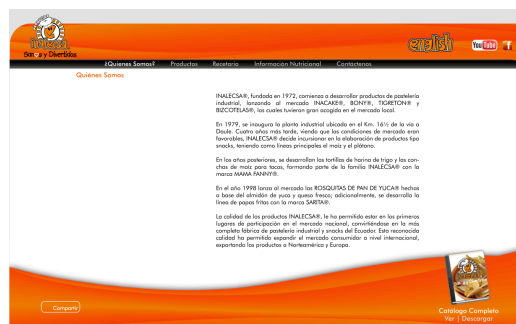 INALECSA
Sanos y Divertidos
english
You Tube
f
¿Quienes Somos? Productos Recetario Información Nutricional Contáctenos
Quiénes Somos
INALECSA®, fundada en 1972, comienza a desarrollar productos de pastelería
industrial, lanzando al mercado INACAKE®, BONY®, TIGRETON® y
BIZCOTELAS®, los cuales tuvieron gran acogida en el mercado local.
En 1979, se inaugura la planta industrial ubicada en el Km. 16½ de la vía a
Daule. Cuatro años más tarde, viendo que las condiciones de mercado eran
favorables, INALECSA® decide incursionar en la elaboración de productos tipo
snacks, teniendo como líneas principales el maíz y el plátano.
En los años posteriores, se desarrollan las tortillas de harina de trigo y las con-
chas de maíz para tacos, formando parte de la familia INALECSA® con la
marca MAMA FANNY®.
En el año 1998 lanza al mercado las ROSQUITAS DE PAN DE YUCA® hechas
a base del almidón de yuca y queso fresco; adicionalmente, se desarrolla la
línea de papas fritas con la marca SARITA®.
La calidad de los productos INALECSA®, le ha permitido estar en los primeros
lugares de participación en el mercado nacional, convirtiéndose en la más
completa fábrica de pastelería industrial y snacks del Ecuador. Esta reconocida
calidad ha permitido expandir el mercado consumidor a nivel internacional,
exportando los productos a Norteamérica y Europa.
Compartir
Catálogo Completo
Ver | Descargar